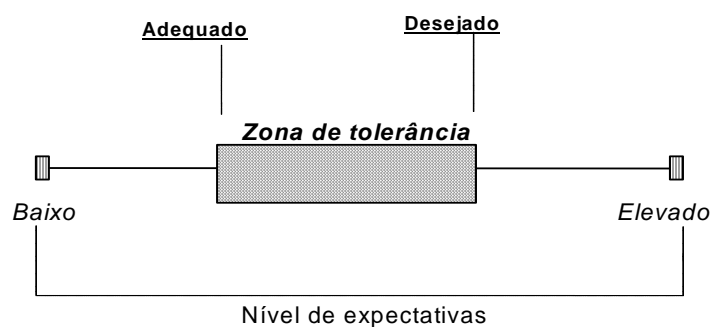 Adequado
Desejado
Zona de tolerância
Baixo
Elevado
Nível de expectativas